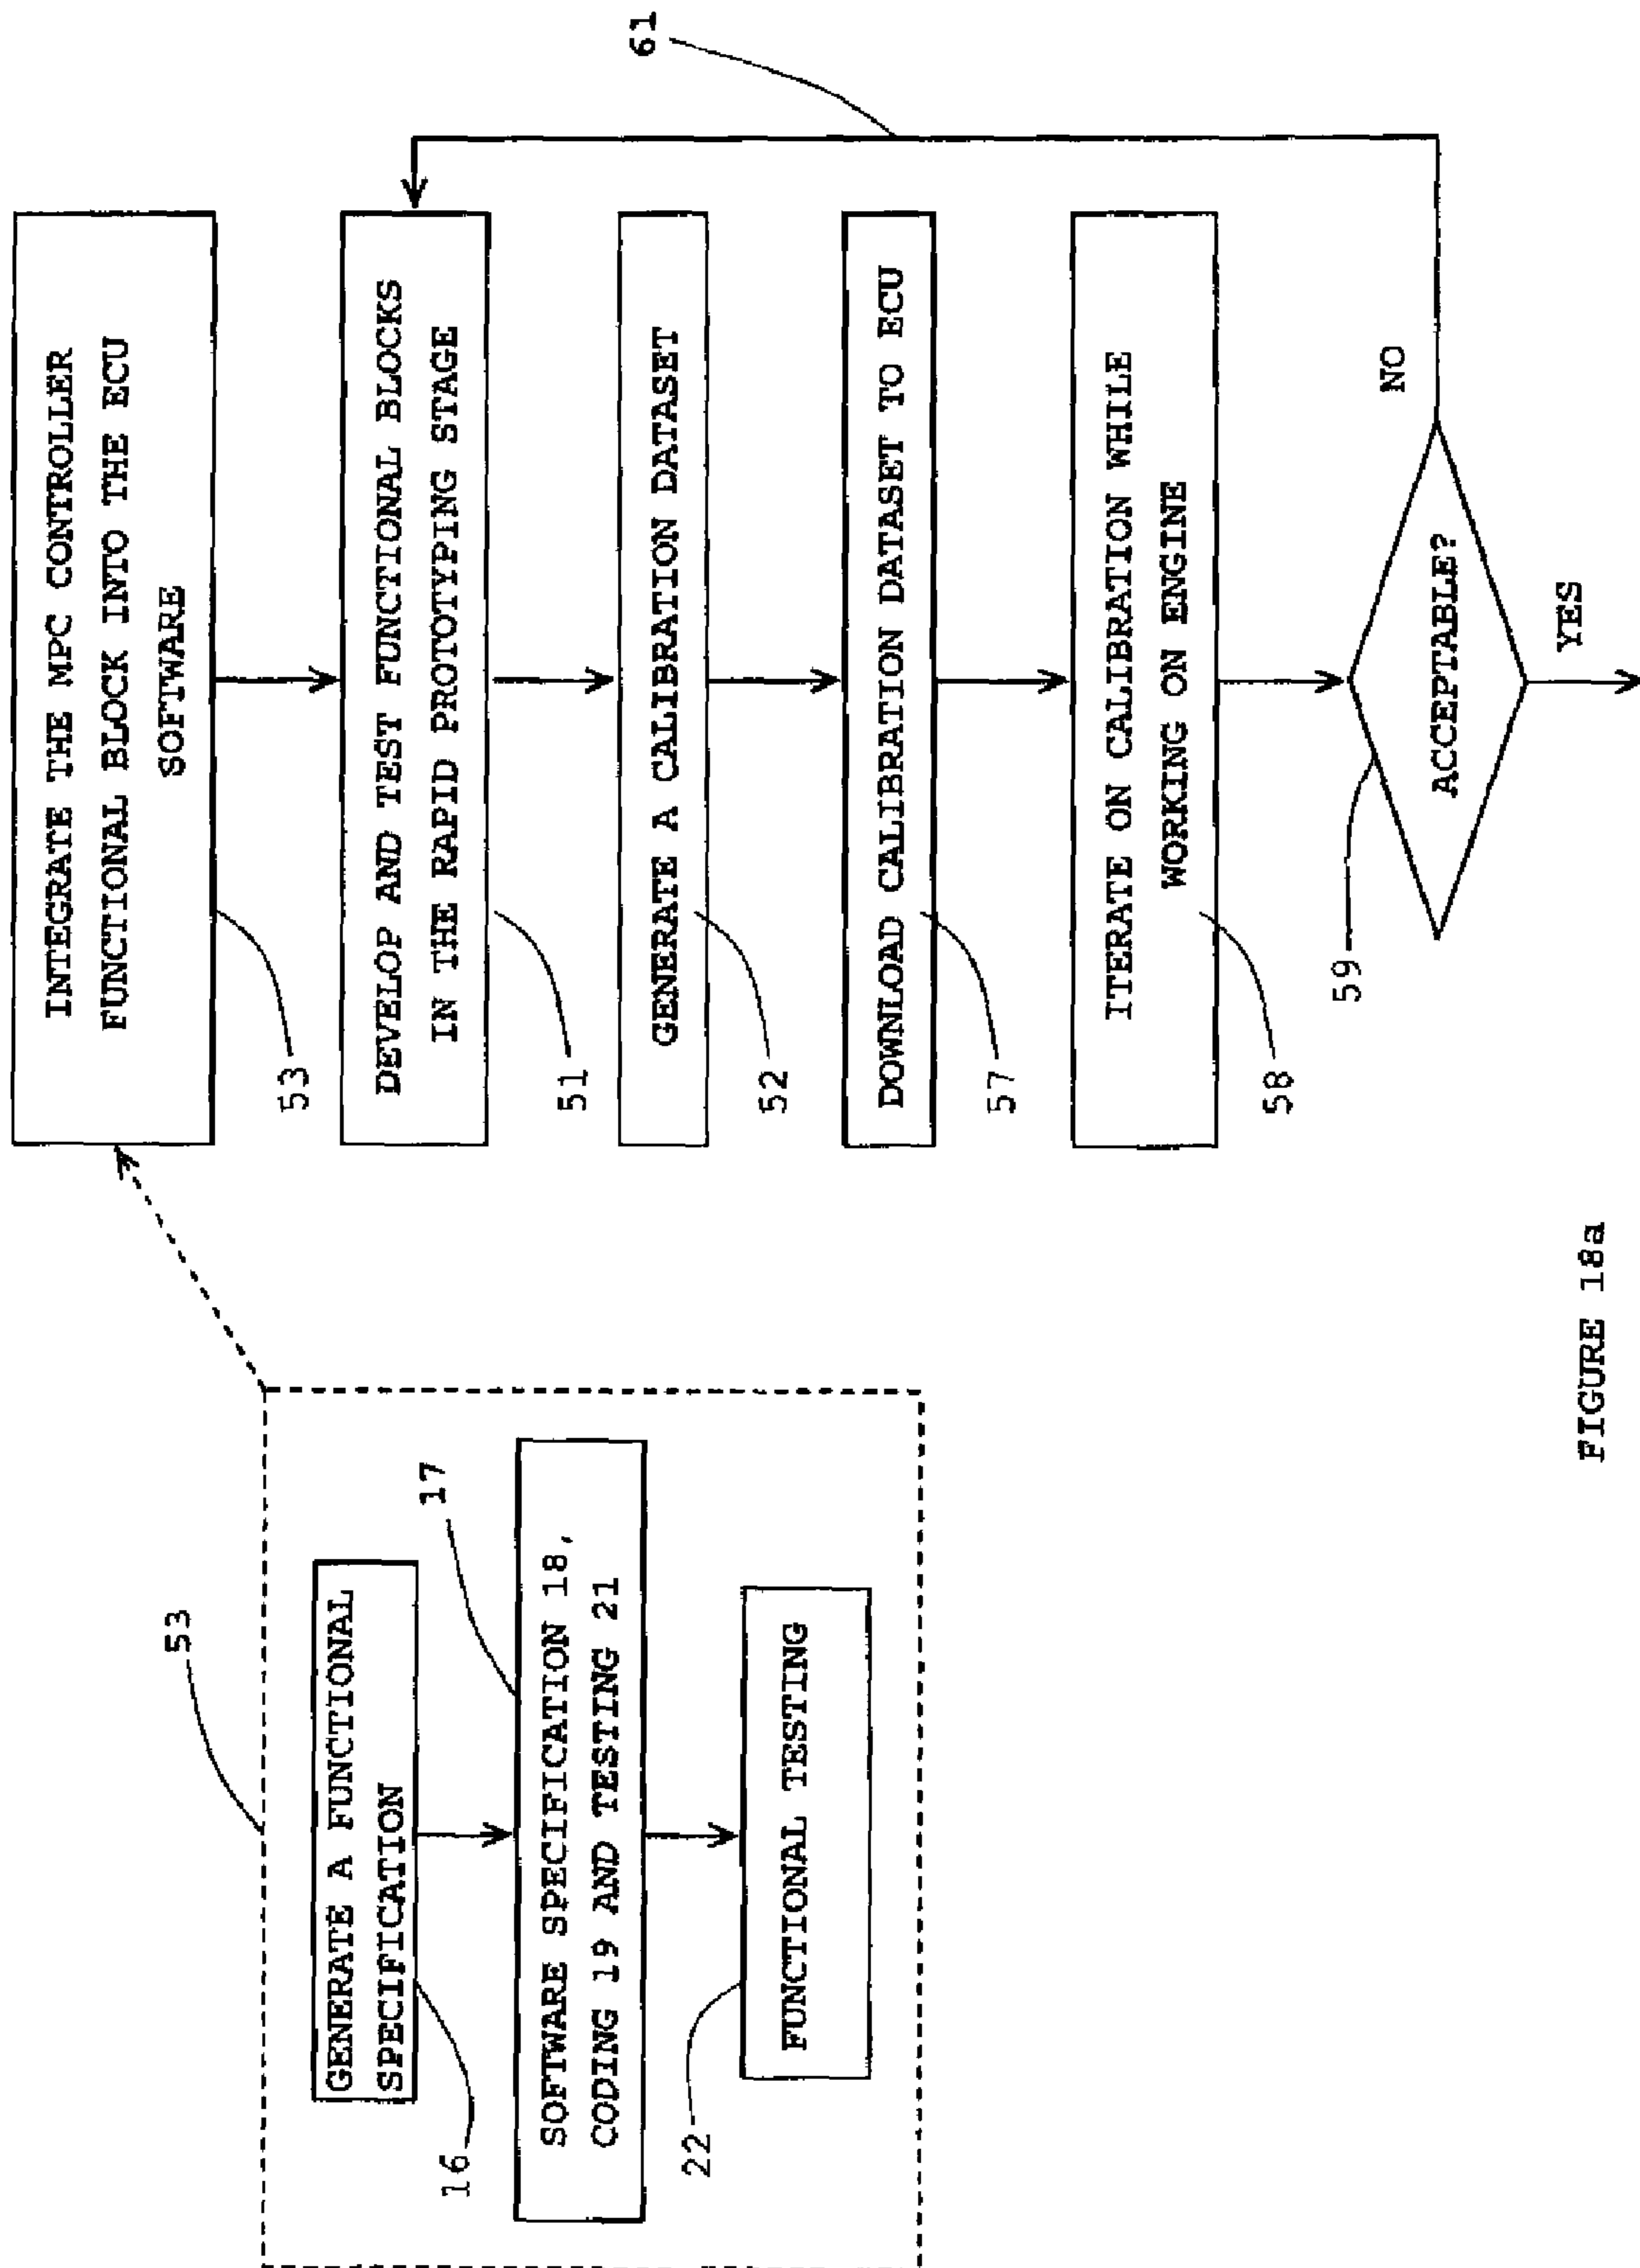 53
GENERATE A FUNCTIONAL
SPECIFICATION
16
17
SOFTWARE SPECIFICATION 18,
CODING 19 AND TESTING 21
22
FUNCTIONAL TESTING
INTEGRATE THE MPC CONTROLLER
FUNCTIONAL BLOCK INTO THE ECU
SOFTWARE
53
DEVELOP AND TEST FUNCTIONAL BLOCKS
IN THE RAPID PROTOTYPING STAGE
51
GENERATE A CALIBRATION DATASET
52
DOWNLOAD CALIBRATION DATASET TO ECU
57
ITERATE ON CALIBRATION WHILE
WORKING ON ENGINE
58
59
ACCEPTABLE?
NO
YES
61
FIGURE 18a